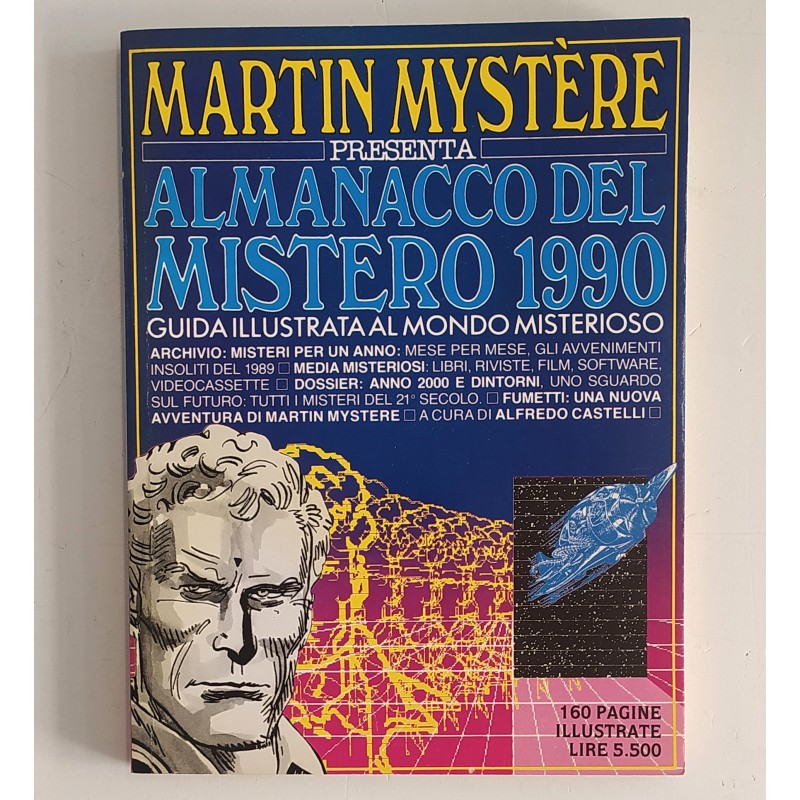 MARTIN MYSTÈRE
PRESENTA
ALMANACCO DEL
MISTERO 1990
GUIDA ILLUSTRATA AL MONDO MISTERIOSO
ARCHIVIO: MISTERI PER UN ANNO: MESE PER MESE, GLI AVVENIMENTI
INSOLITI DEL 1989 □ MEDIA MISTERIOSI: LIBRI, RIVISTE, FILM, SOFTWARE,
VIDEOCASSETTE □ DOSSIER: ANNO 2000 E DINTORNI, UNO SGUARDO
SUL FUTURO: TUTTI I MISTERI DEL 21° SECOLO. □ FUMETTI: UNA NUOVA
AVVENTURA DI MARTIN MYSTERE □ A CURA DI ALFREDO CASTELLI □
160 PAGINE
ILLUSTRATE
LIRE 5.500